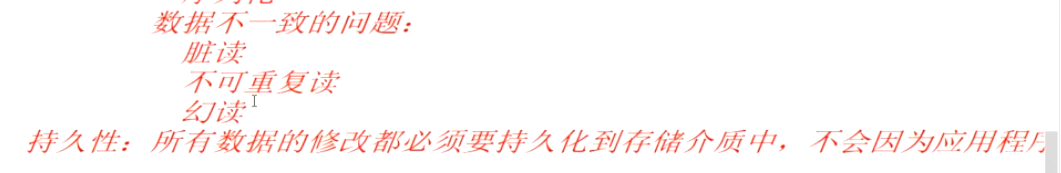 数据不一致的问题：
脏读
不可重复读
幻读
持久性：所有数据的修改都必须要持久化到存储介质中，不会因为应用程